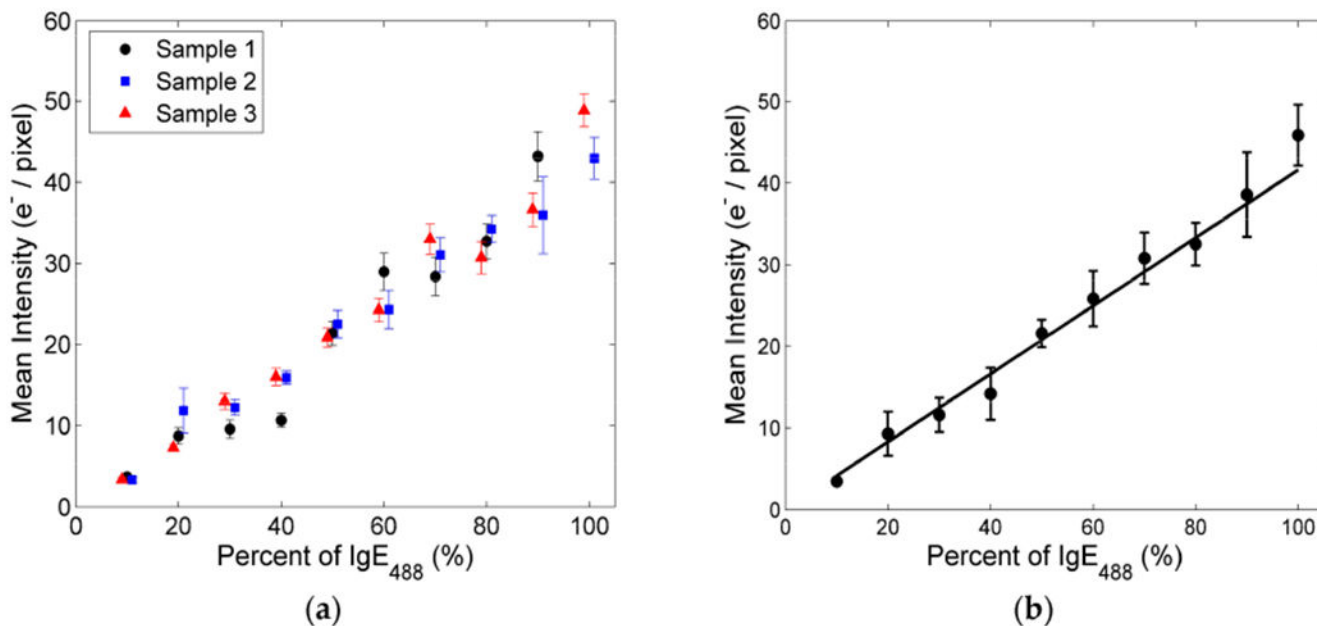 60
50
40
30
20
10
0
Mean Intensity (e⁻ / pixel)
Sample 1
Sample 2
Sample 3
0 20 40 60 80 100
Percent of IgE₄₈₈ (%)
(a)
60
50
40
30
20
10
0
Mean Intensity (e⁻ / pixel)
0 20 40 60 80 100
Percent of IgE₄₈₈ (%)
(b)